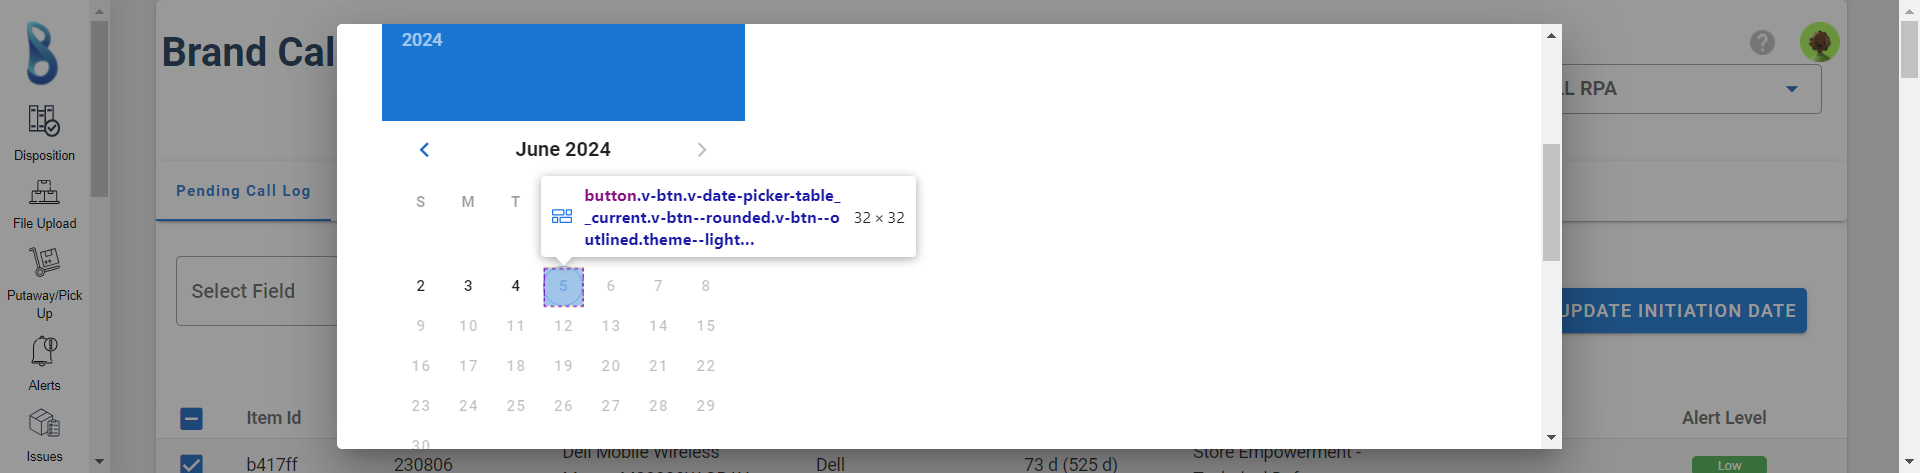 2024
Brand Cal
LL RPA
Disposition
June 2024
Pending Call Log
button.v-btn.v-date-picker-table_
_current.v-btn--rounded.v-btn--o
utlined.theme--light...
32 × 32
S M T
File Upload
Select Field
2 3 4 5 6 7 8
Putaway/Pick
Up
UPDATE INITIATION DATE
9 10 11 12 13 14 15
16 17 18 19 20 21 22
Alerts
23 24 25 26 27 28 29
Item Id
Alert Level
30
Issues
b417ff
230806
Dell Mobile Wireless
Dell
73 d (525 d)
Store Empowerment -
Low